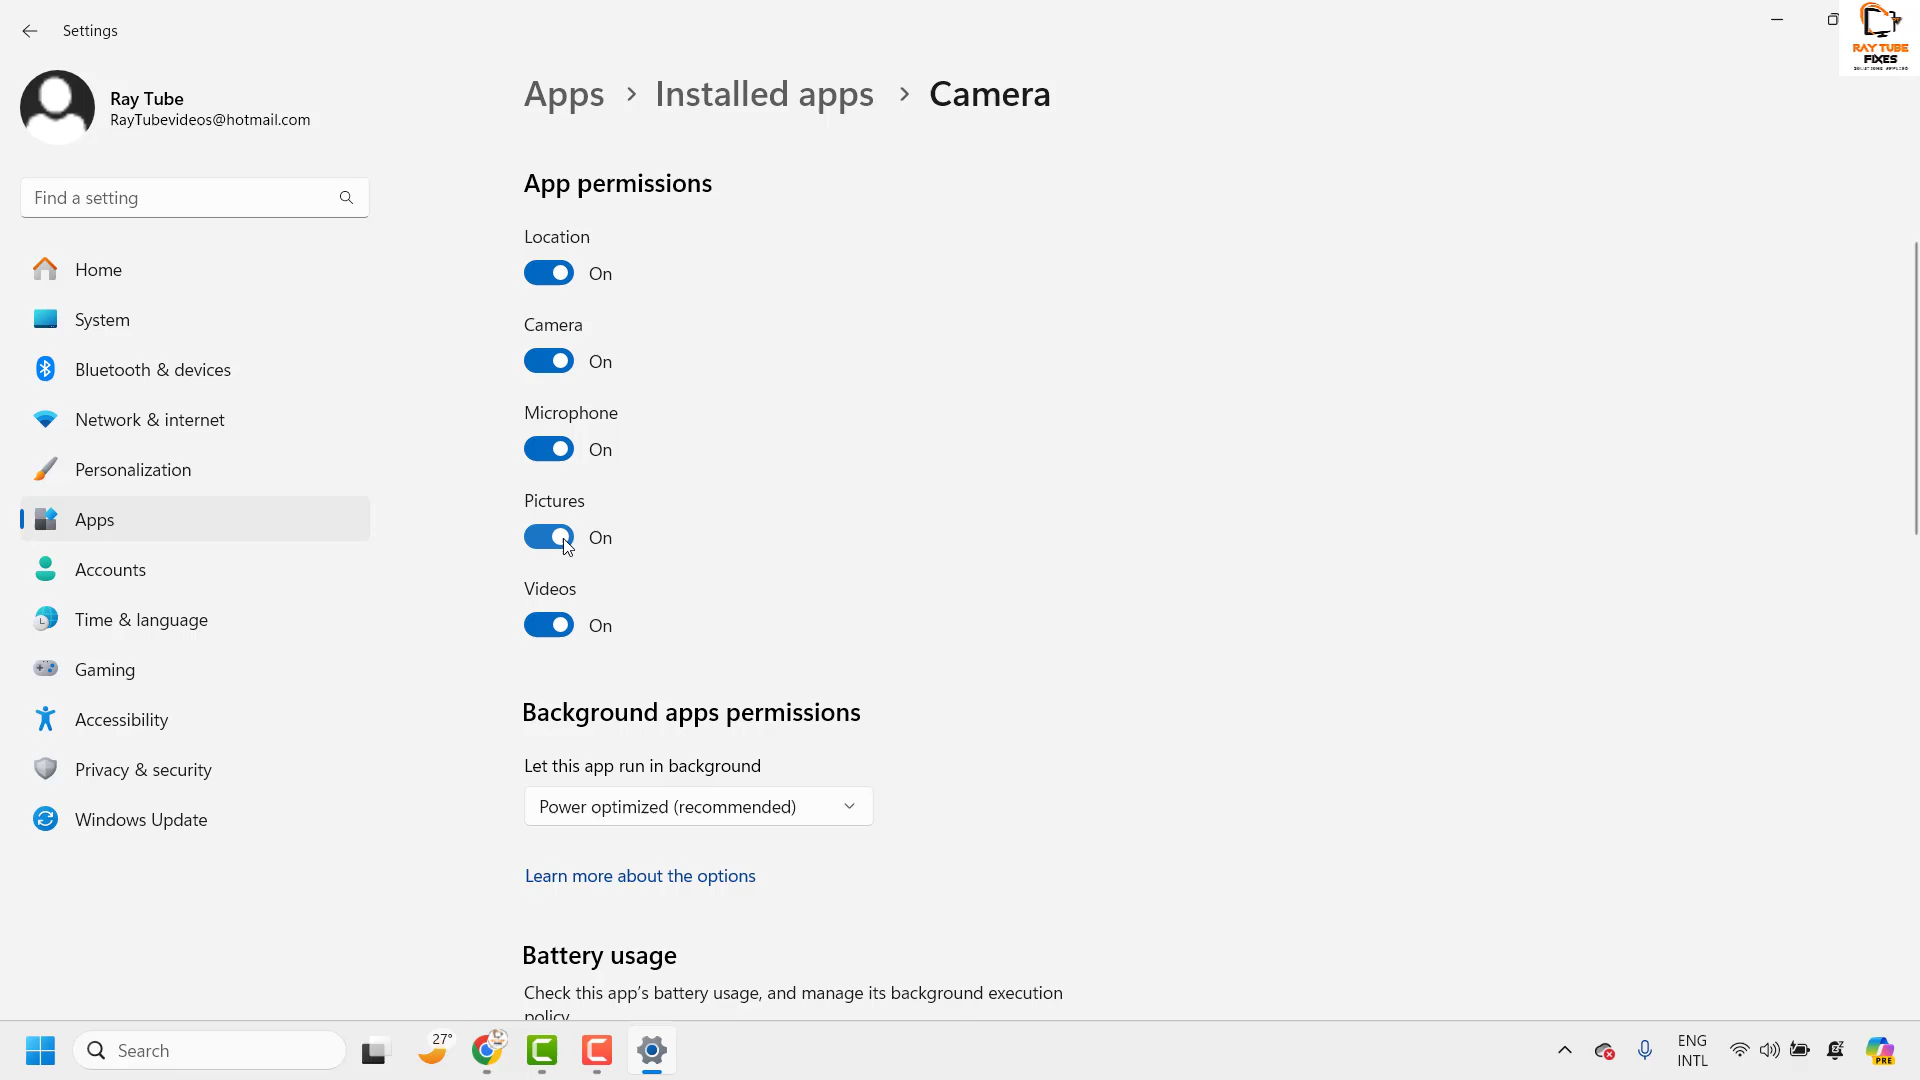 Settings
RAY TUBE
FIXES
SOLUTIONS APPLIED
Ray Tube
RayTubevideos@hotmail.com
Find a setting
Home
System
Bluetooth & devices
Network & internet
Personalization
Apps
Accounts
Time & language
Gaming
Accessibility
Privacy & security
Windows Update
Apps > Installed apps > Camera
App permissions
Location
On
Camera
On
Microphone
On
Pictures
On
Videos
On
Background apps permissions
Let this app run in background
Power optimized (recommended)
Learn more about the options
Battery usage
Check this app's battery usage, and manage its background execution
policy.
Search
27°
ENG
INTL
PRE